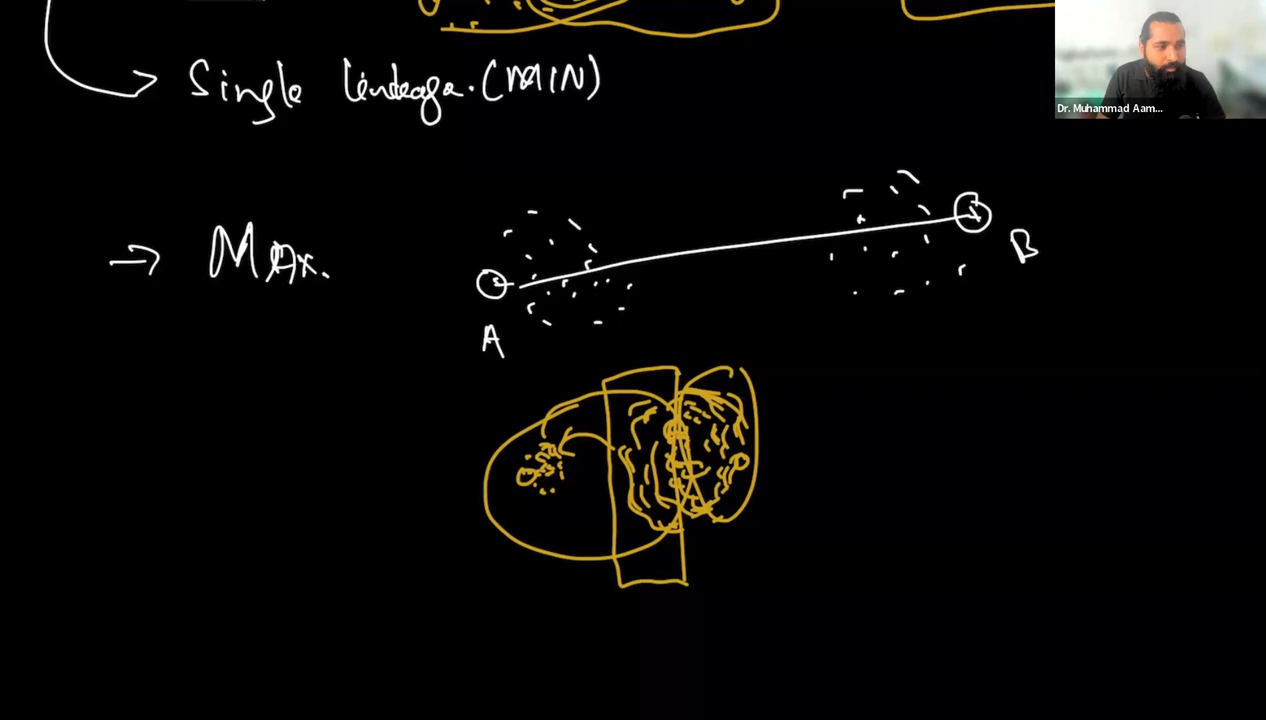 Single Linkage. (MIN)
Dr. Muhammad Aam...
→ Max.
A
B